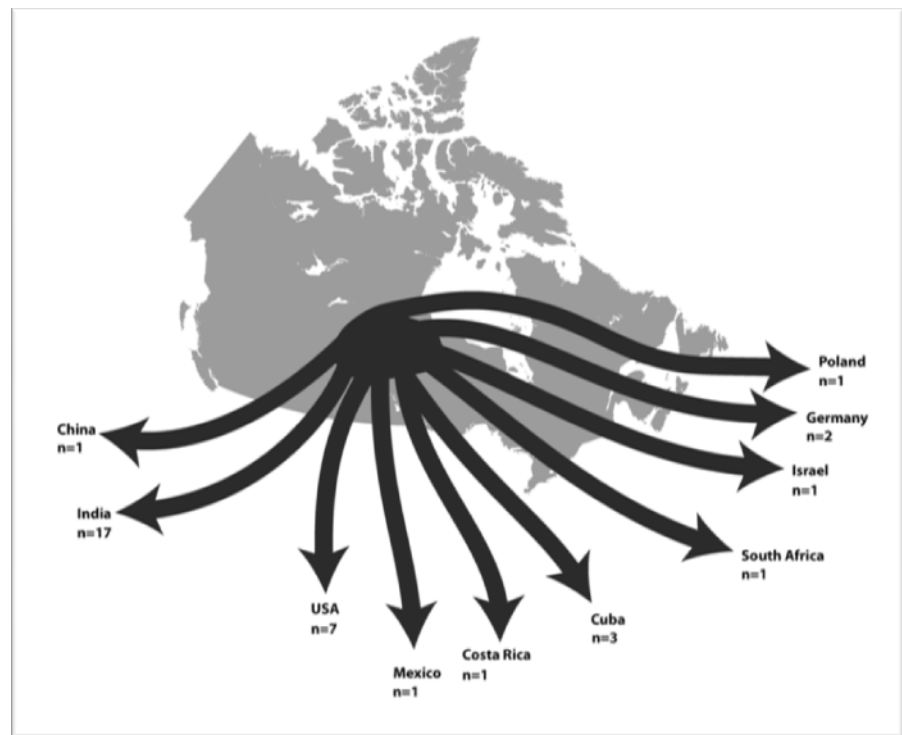 Poland
n=1
China
n=1
Germany
n=2
Israel
n=1
India
n=17
South Africa
n=1
USA
n=7
Cuba
n=3
Costa Rica
n=1
Mexico
n=1